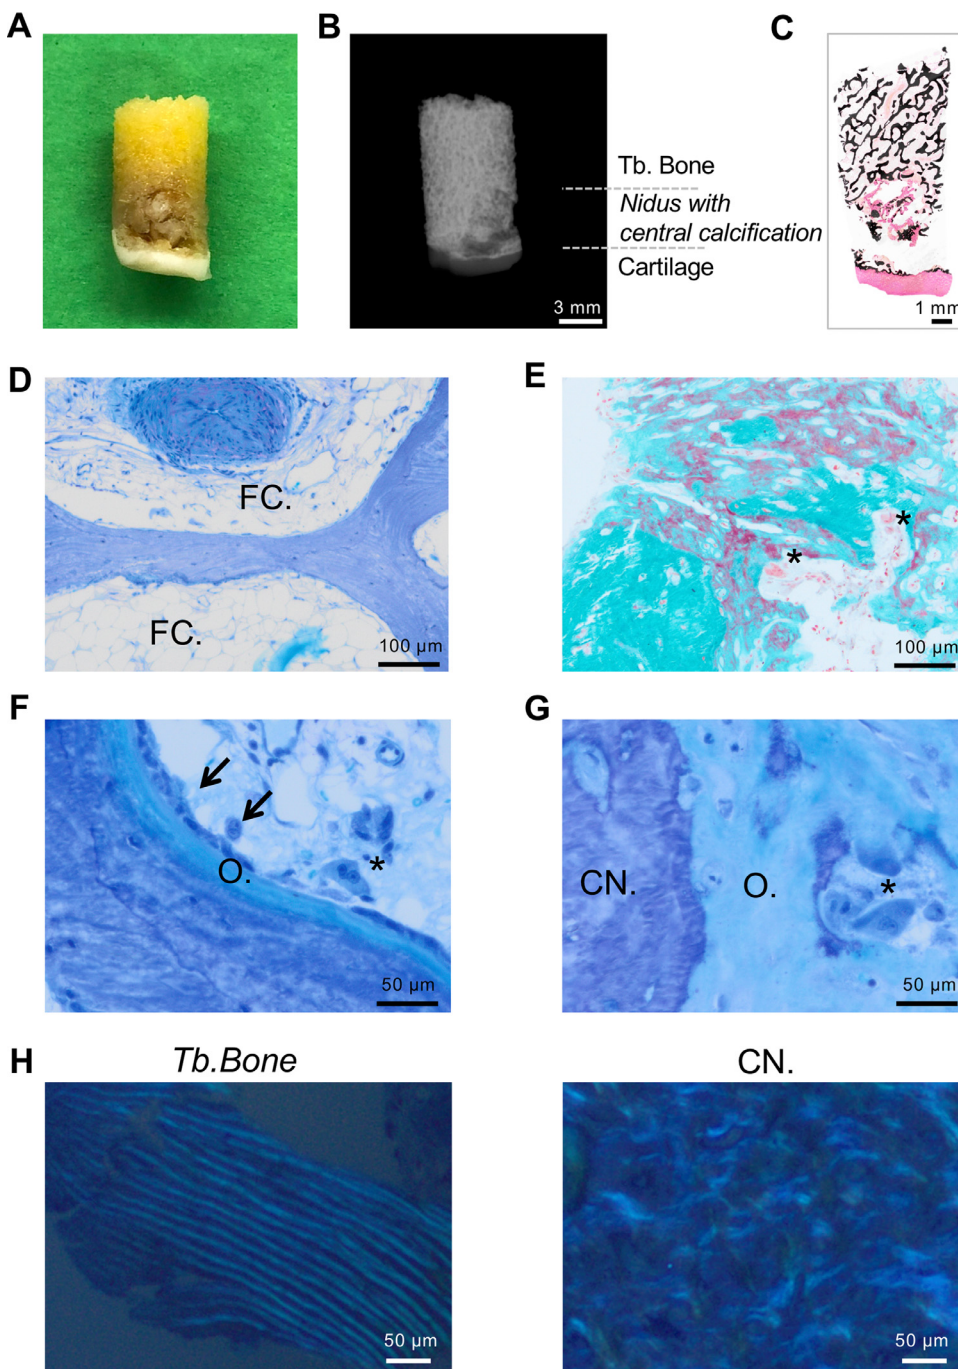 A
B
C
Tb. Bone
Nidus with
central calcification
Cartilage
3 mm
1 mm
D
E
FC.
FC.
100 µm
*
*
100 µm
F
G
O.
*
50 µm
CN.
O.
*
50 µm
H
Tb.Bone
CN.
50 µm
50 µm